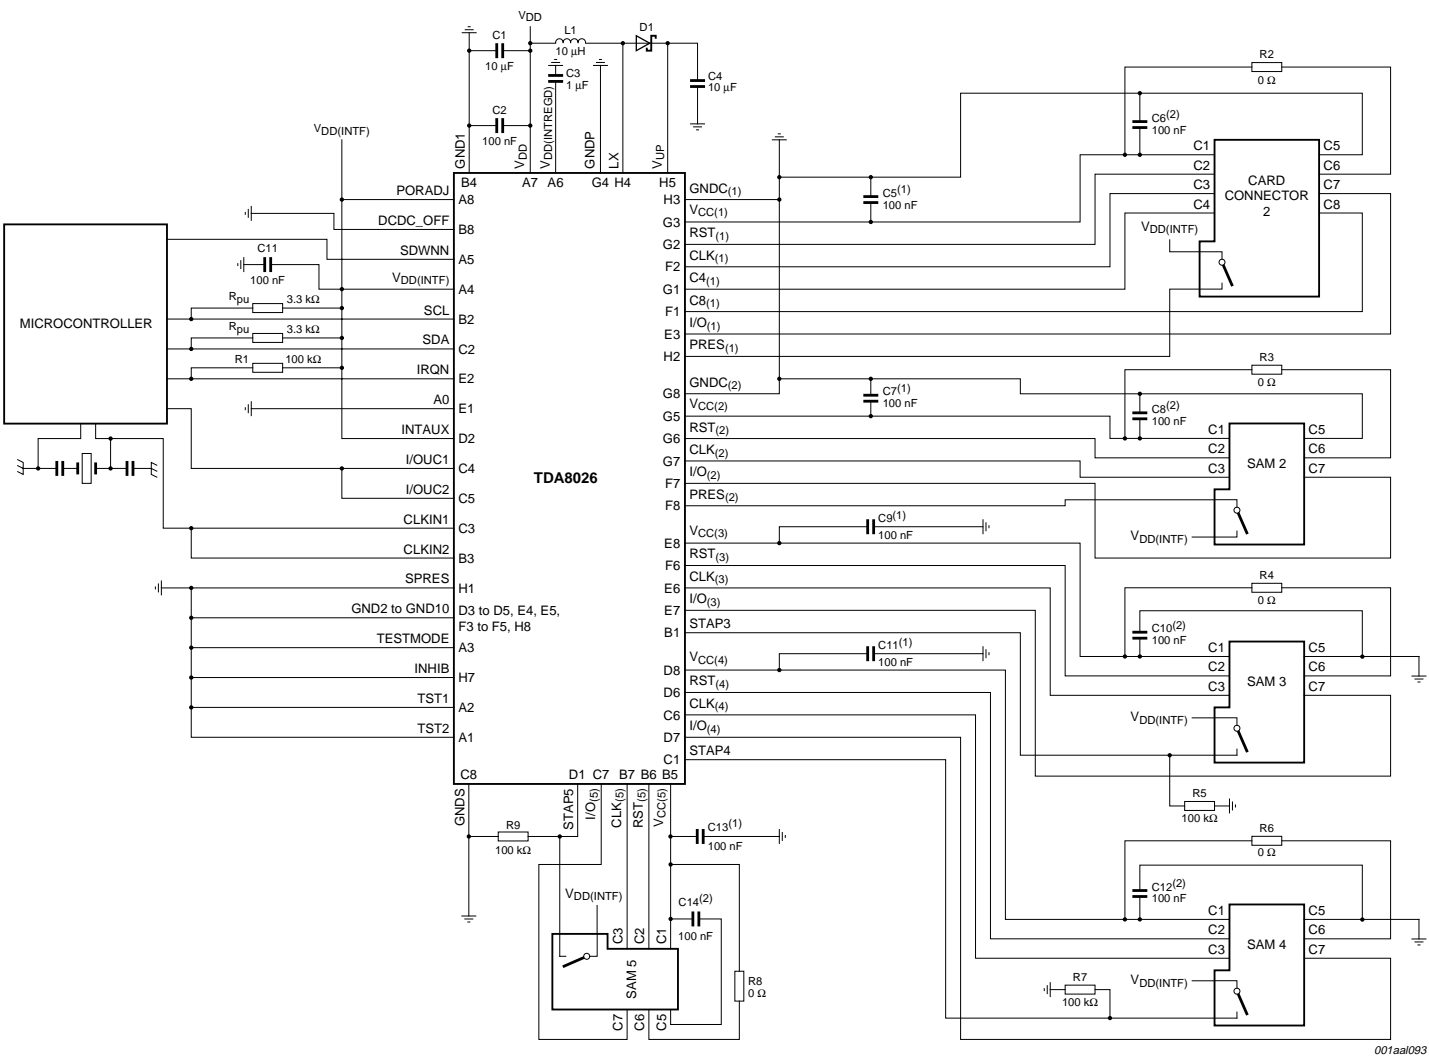 VDD
L1
10 μH
D1
C1
10 μF
C3
1 μF
C4
10 μF
C2
100 nF
VDD(INTF)
GND1
VDD
VDD(INTREGD)
GNDP
LX
VUP
B4 A7 A6 G4 H4 H5
R2
0 Ω
C6(2)
100 nF
C1
C2
C3
C4
CARD
CONNECTOR
2
C5
C6
C7
C8
VDD(INTF)
PORADJ
A8
DCDC_OFF
B8
SDWNN
A5
C11
100 nF
VDD(INTF)
A4
Rpu
3.3 kΩ
SCL
B2
Rpu
3.3 kΩ
SDA
C2
R1
100 kΩ
IRQN
E2
A0
E1
INTAUX
D2
I/OUC1
C4
I/OUC2
C5
CLKIN1
C3
CLKIN2
B3
SPRES
H1
GND2 to GND10
D3 to D5, E4, E5,
F3 to F5, H8
TESTMODE
A3
INHIB
H7
TST1
A2
TST2
A1
MICROCONTROLLER
TDA8026
H3
GNDC(1)
C5(1)
100 nF
G3
VCC(1)
G2
RST(1)
F2
CLK(1)
G1
C4(1)
F1
C8(1)
E3
I/O(1)
H2
PRES(1)
G8
GNDC(2)
C7(1)
100 nF
G5
VCC(2)
G6
RST(2)
G7
CLK(2)
F7
I/O(2)
F8
PRES(2)
E8
VCC(3)
C9(1)
100 nF
F6
RST(3)
E6
CLK(3)
E7
I/O(3)
B1
STAP3
D8
VCC(4)
C11(1)
100 nF
D6
RST(4)
C6
CLK(4)
D7
I/O(4)
C1
STAP4
R3
0 Ω
C8(2)
100 nF
C1
C2
C3
SAM 2
C5
C6
C7
VDD(INTF)
R4
0 Ω
C10(2)
100 nF
C1
C2
C3
SAM 3
C5
C6
C7
VDD(INTF)
R5
100 kΩ
R6
0 Ω
C12(2)
100 nF
C1
C2
C3
SAM 4
C5
C6
C7
VDD(INTF)
R7
100 kΩ
C8 D1 C7 B7 B6 B5
GNDS
STAP5
I/O(5)
CLK(5)
RST(5)
VCC(5)
R9
100 kΩ
C13(1)
100 nF
VDD(INTF)
C14(2)
100 nF
C3
C2
C1
SAM 5
C7
C6
C5
R8
0 Ω
001aal093